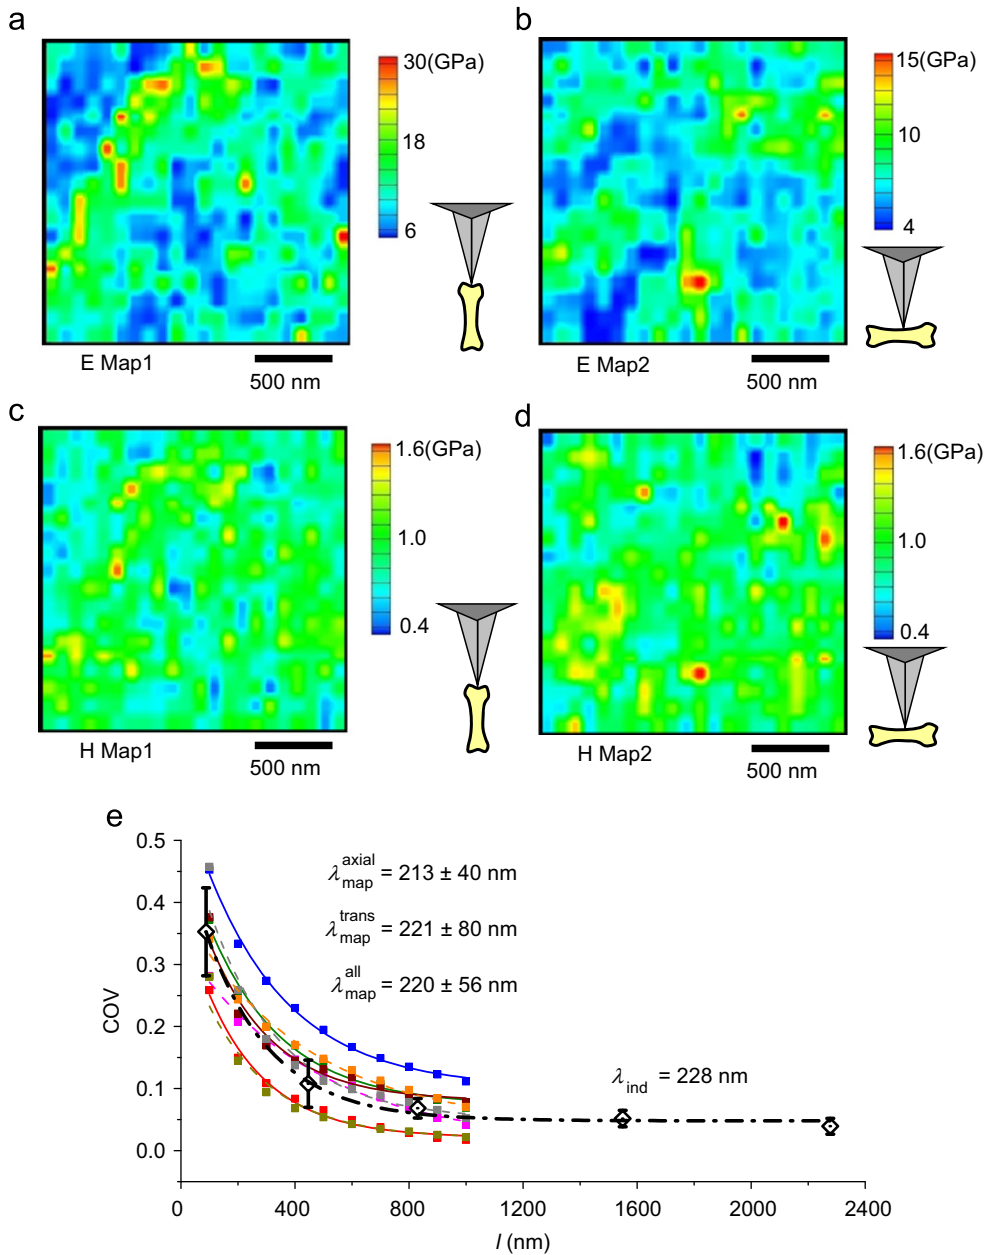 a
30(GPa)
18
6
E Map1
500 nm
b
15(GPa)
10
4
E Map2
500 nm
c
1.6(GPa)
1.0
0.4
H Map1
500 nm
d
1.6(GPa)
1.0
0.4
H Map2
500 nm
e
0.5
0.4
0.3
0.2
0.1
0.0
COV
λ axial map = 213 ± 40 nm
λ trans map = 221 ± 80 nm
λ all map = 220 ± 56 nm
λind = 228 nm
0 400 800 1200 1600 2000 2400
l (nm)